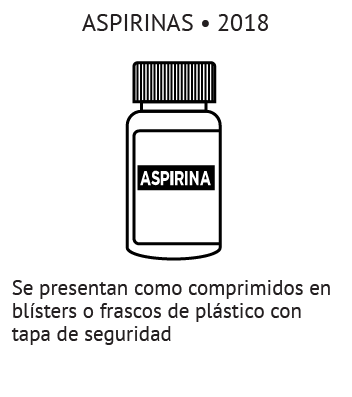 ASPIRINAS • 2018
ASPIRINA
Se presentan como comprimidos en
blísters o frascos de plástico con
tapa de seguridad